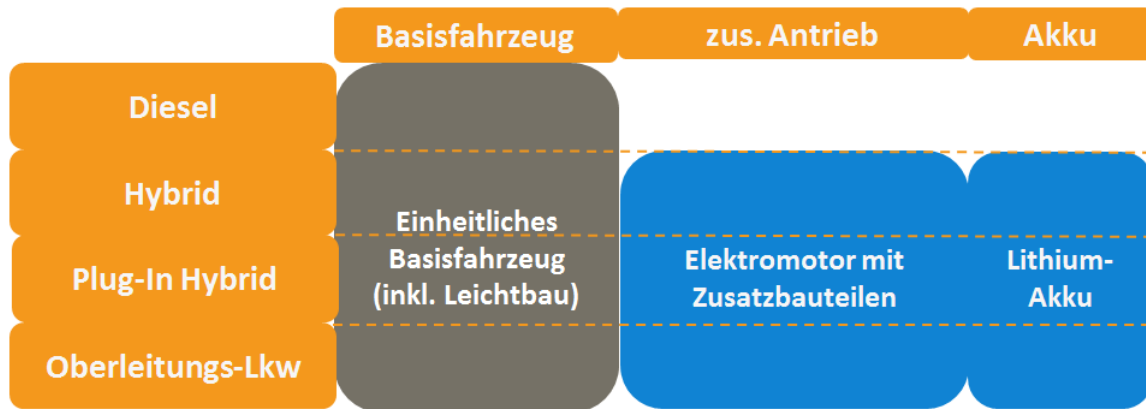 Basisfahrzeug
zus. Antrieb
Akku
Diesel
Hybrid
Plug-In Hybrid
Oberleitungs-Lkw
Einheitliches
Basisfahrzeug
(inkl. Leichtbau)
Elektromotor mit
Zusatzbauteilen
Lithium-
Akku